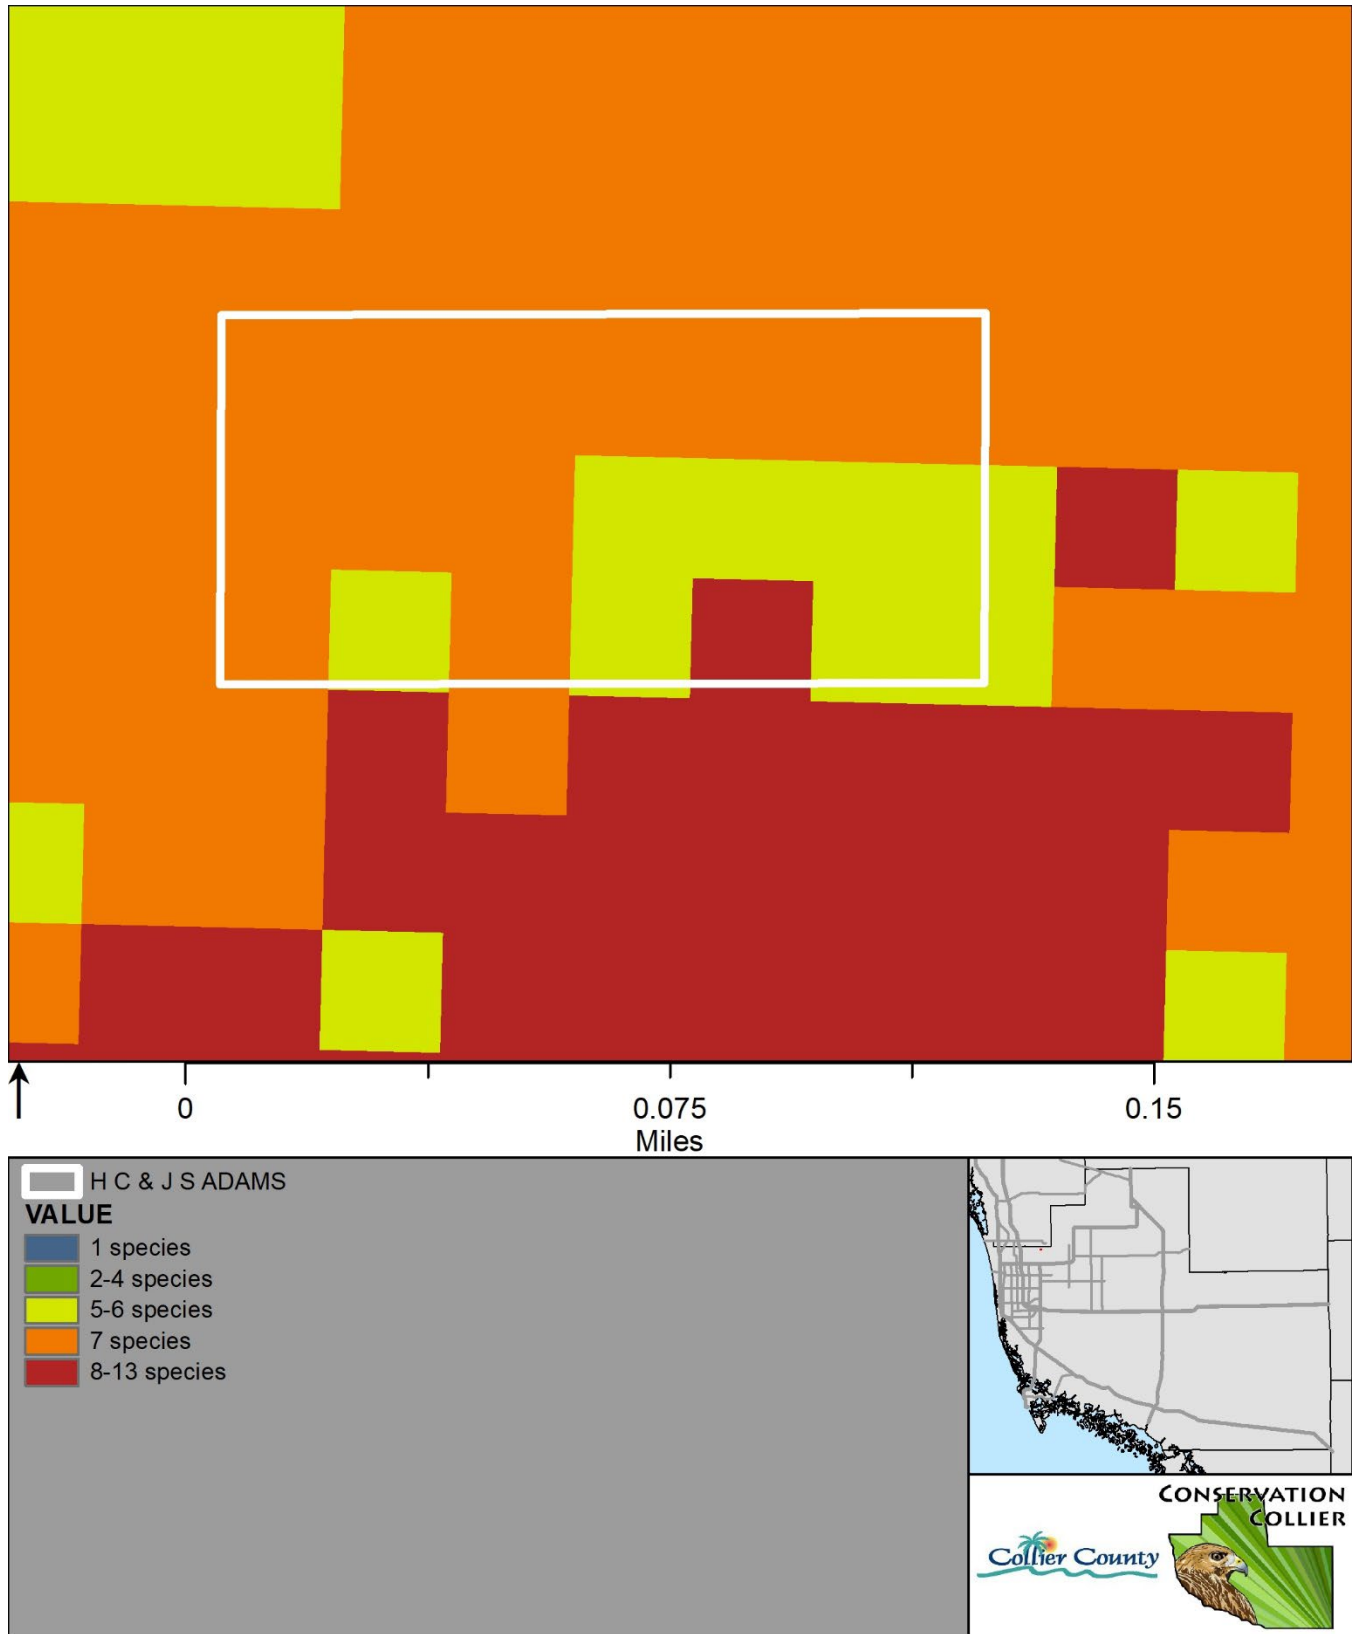 0 0.075 0.15
Miles
H C & J S ADAMS
VALUE
1 species
2-4 species
5-6 species
7 species
8-13 species
CONSERVATION
COLLIER
Collier County